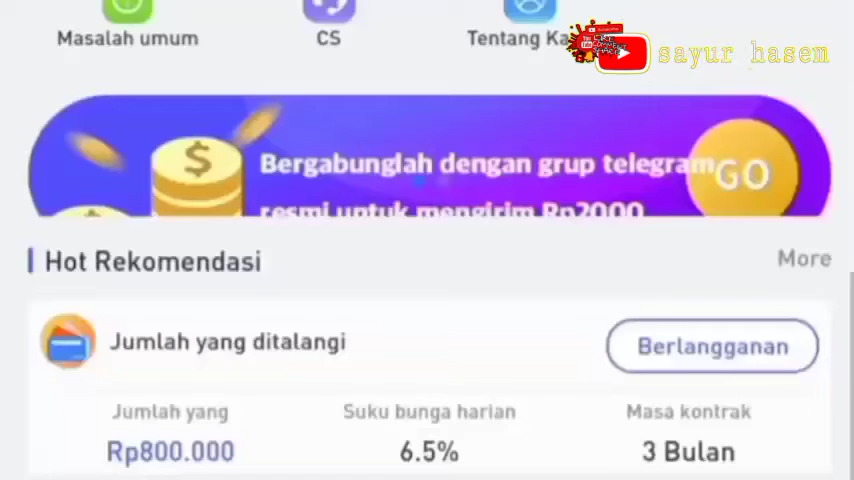 Masalah umum
CS
Tentang Ka
sayur hasem
Bergabunglah dengan grup telegram
resmi untuk mengirim Rp2000
GO
Hot Rekomendasi
More
Jumlah yang ditalangi
Berlangganan
Jumlah yang
Suku bunga harian
Masa kontrak
Rp800.000
6.5%
3 Bulan